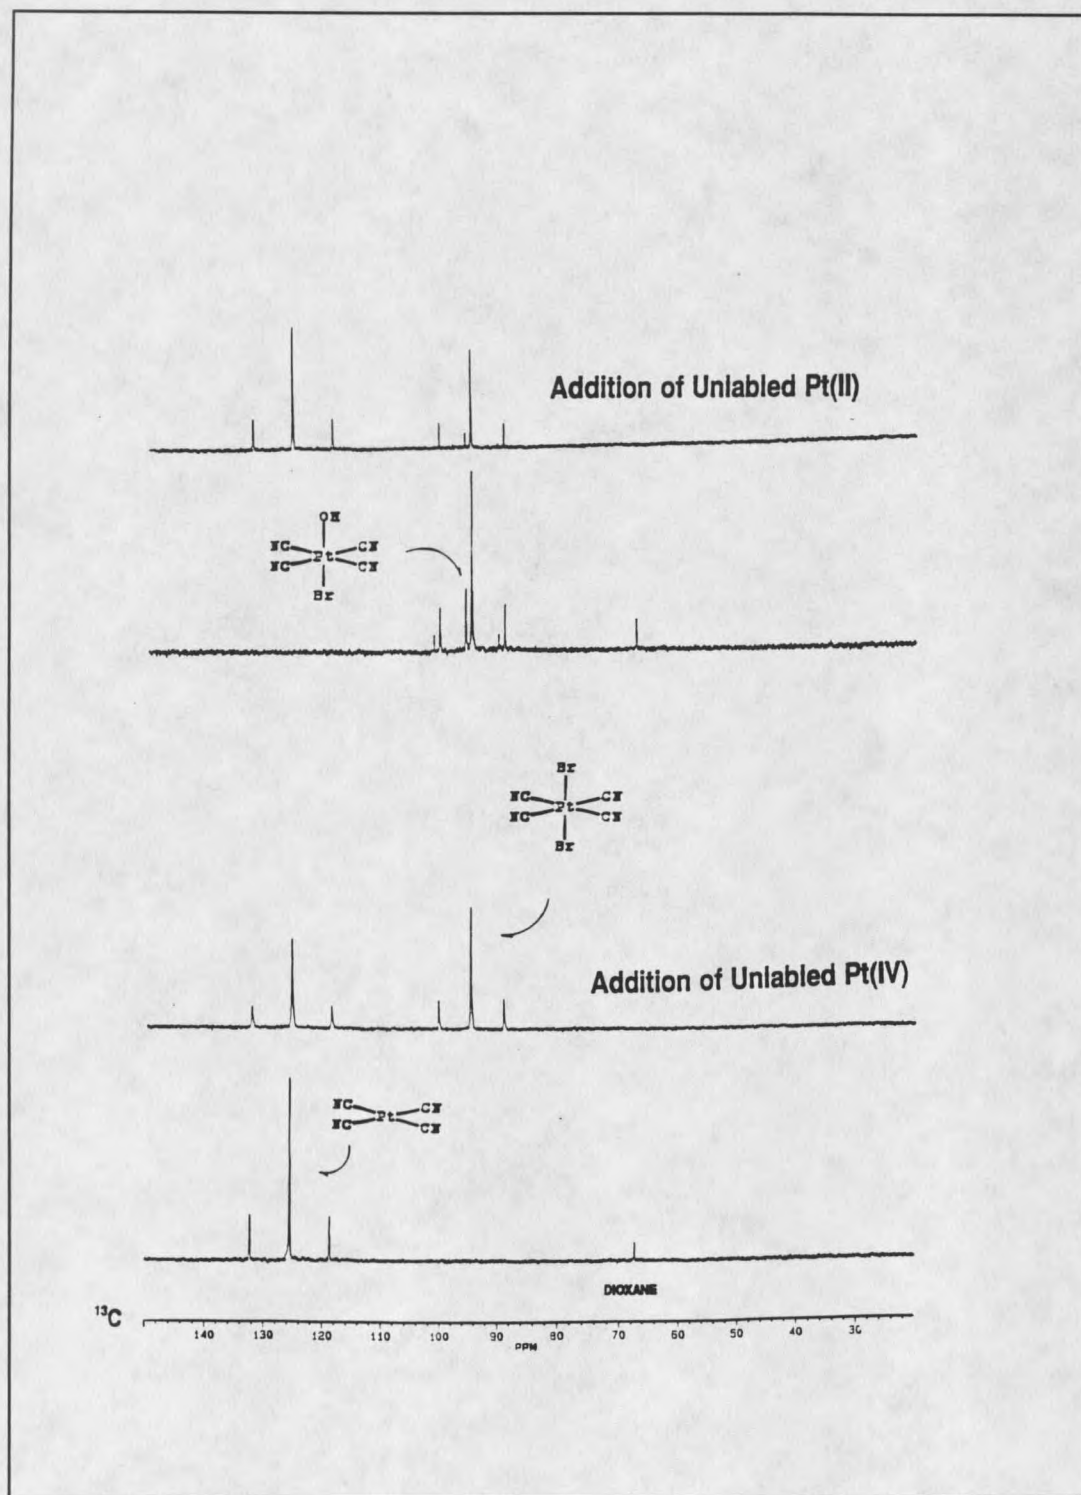 Addition of Unlabled Pt(II)
OH
NC Pt CN
NC CN
Br
Br
NC Pt CN
NC CN
Br
Addition of Unlabled Pt(IV)
NC Pt CN
NC CN
DIOXANE
13C
140 130 120 110 100 90 80 70 60 50 40 30
PPM